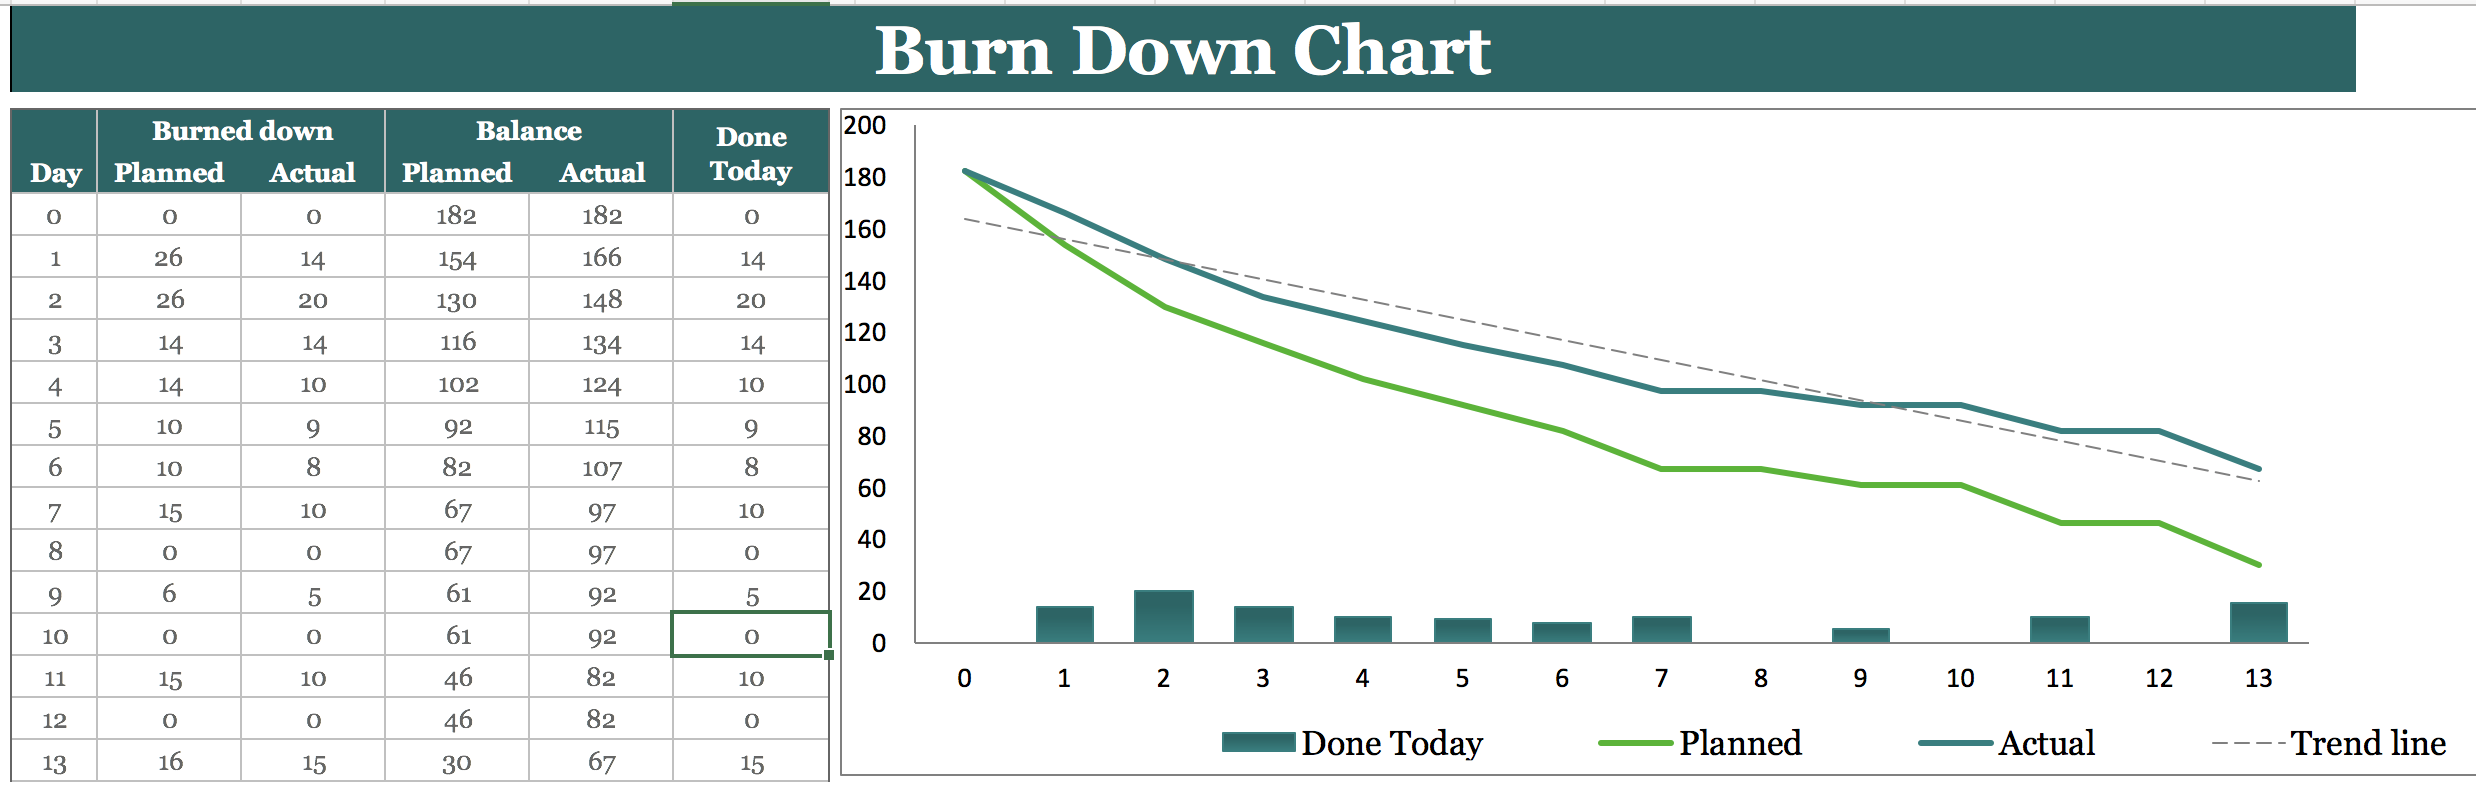 Burn Down Chart
Burned down Balance Done
Day Planned Actual Planned Actual Today
0 0 0 182 182 0
1 26 14 154 166 14
2 26 20 130 148 20
3 14 14 116 134 14
4 14 10 102 124 10
5 10 9 92 115 9
6 10 8 82 107 8
7 15 10 67 97 10
8 0 0 67 97 0
9 6 5 61 92 5
10 0 0 61 92 0
11 15 10 46 82 10
12 0 0 46 82 0
13 16 15 30 67 15
200
180
160
140
120
100
80
60
40
20
0
0 1 2 3 4 5 6 7 8 9 10 11 12 13
Done Today Planned Actual Trend line